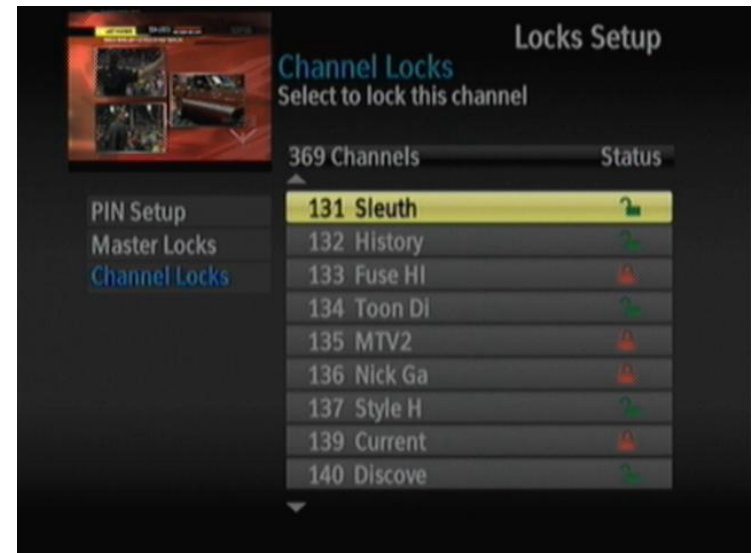 Locks Setup
Channel Locks
Select to lock this channel
369 Channels Status
PIN Setup
Master Locks
Channel Locks
131 Sleuth
132 History
133 Fuse HI
134 Toon Di
135 MTV2
136 Nick Ga
137 Style H
139 Current
140 Discove